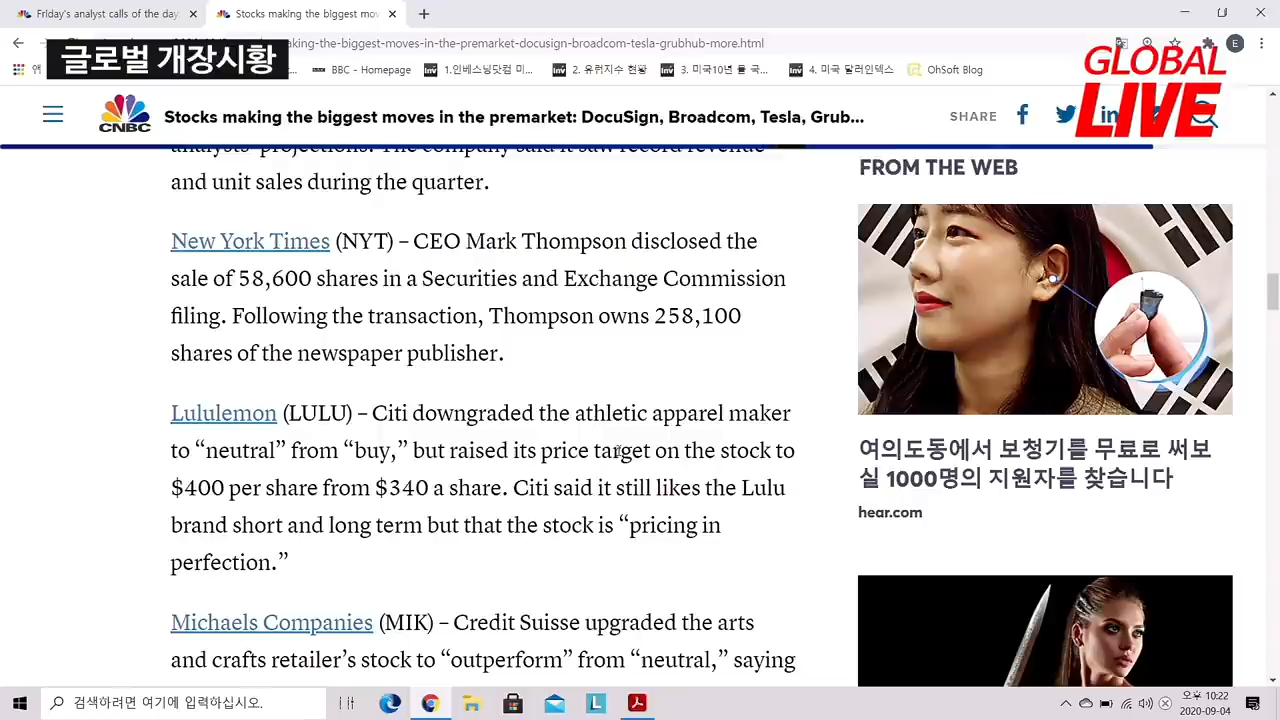 Friday's analyst calls of the day
Stocks making the biggest mov
글로벌 개장시황
aking-the-biggest-moves-in-the-premarket-docusign-broadcom-tesla-grubhub-more.html
E
BBC - Homepage
1.인베스팅닷컴 미...
2. 유퀴지수 현황
3. 미국10년 물 국...
4. 미국 달러인덱스
OhSoft Blog
GLOBAL
LIVE
CNBC
Stocks making the biggest moves in the premarket: DocuSign, Broadcom, Tesla, Grub...
SHARE
analysts' projections. The company said it saw record revenue
and unit sales during the quarter.
New York Times (NYT) – CEO Mark Thompson disclosed the
sale of 58,600 shares in a Securities and Exchange Commission
filing. Following the transaction, Thompson owns 258,100
shares of the newspaper publisher.
Lululemon (LULU) – Citi downgraded the athletic apparel maker
to “neutral” from “buy,” but raised its price target on the stock to
$400 per share from $340 a share. Citi said it still likes the Lulu
brand short and long term but that the stock is “pricing in
perfection.”
Michaels Companies (MIK) – Credit Suisse upgraded the arts
and crafts retailer’s stock to “outperform” from “neutral,” saying
FROM THE WEB
여의도동에서 보청기를 무료로 써보
실 1000명의 지원자를 찾습니다
hear.com
검색하려면 여기에 입력하십시오.
오후 10:22
2020-09-04